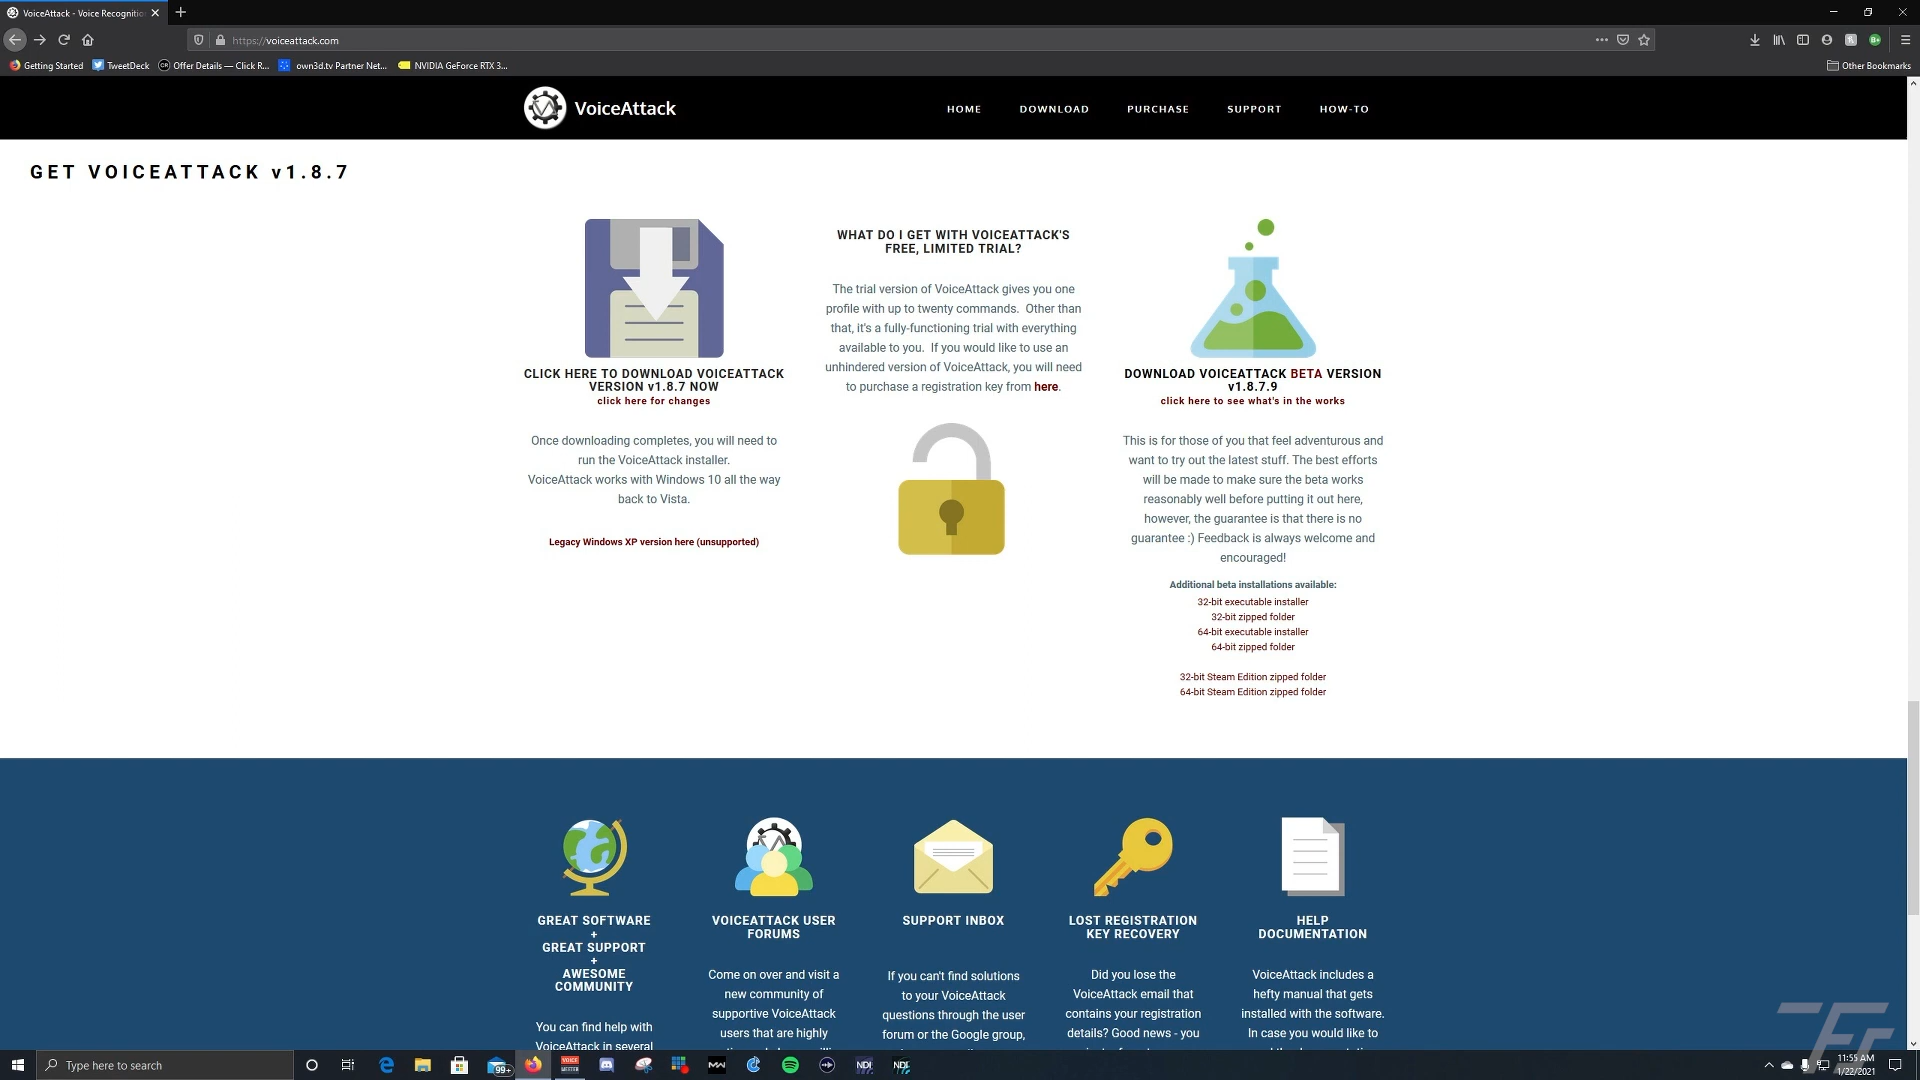 VoiceAttack - Voice Recognitio
https://voiceattack.com
Getting Started
TweetDeck
Offer Details — Click R...
own3d.tv Partner Net...
NVIDIA GeForce RTX 3...
Other Bookmarks
VoiceAttack
HOME
DOWNLOAD
PURCHASE
SUPPORT
HOW-TO
GET VOICEATTACK v1.8.7
CLICK HERE TO DOWNLOAD VOICEATTACK
VERSION v1.8.7 NOW
click here for changes
Once downloading completes, you will need to
run the VoiceAttack installer.
VoiceAttack works with Windows 10 all the way
back to Vista.
Legacy Windows XP version here (unsupported)
WHAT DO I GET WITH VOICEATTACK'S
FREE, LIMITED TRIAL?
The trial version of VoiceAttack gives you one
profile with up to twenty commands.  Other than
that, it's a fully-functioning trial with everything
available to you.  If you would like to use an
unhindered version of VoiceAttack, you will need
to purchase a registration key from here.
DOWNLOAD VOICEATTACK BETA VERSION
v1.8.7.9
click here to see what's in the works
This is for those of you that feel adventurous and
want to try out the latest stuff. The best efforts
will be made to make sure the beta works
reasonably well before putting it out here,
however, the guarantee is that there is no
guarantee :) Feedback is always welcome and
encouraged!
Additional beta installations available:
32-bit executable installer
32-bit zipped folder
64-bit executable installer
64-bit zipped folder
32-bit Steam Edition zipped folder
64-bit Steam Edition zipped folder
GREAT SOFTWARE
+
GREAT SUPPORT
+
AWESOME
COMMUNITY
You can find help with
VoiceAttack in several
VOICEATTACK USER
FORUMS
Come on over and visit a
new community of
supportive VoiceAttack
users that are highly
SUPPORT INBOX
If you can't find solutions
to your VoiceAttack
questions through the user
forum or the Google group,
LOST REGISTRATION
KEY RECOVERY
Did you lose the
VoiceAttack email that
contains your registration
details? Good news - you
HELP
DOCUMENTATION
VoiceAttack includes a
hefty manual that gets
installed with the software.
In case you would like to
Type here to search
99+
VOICE
MEETER
MW
NDI
NDI
11:55 AM
1/22/2021